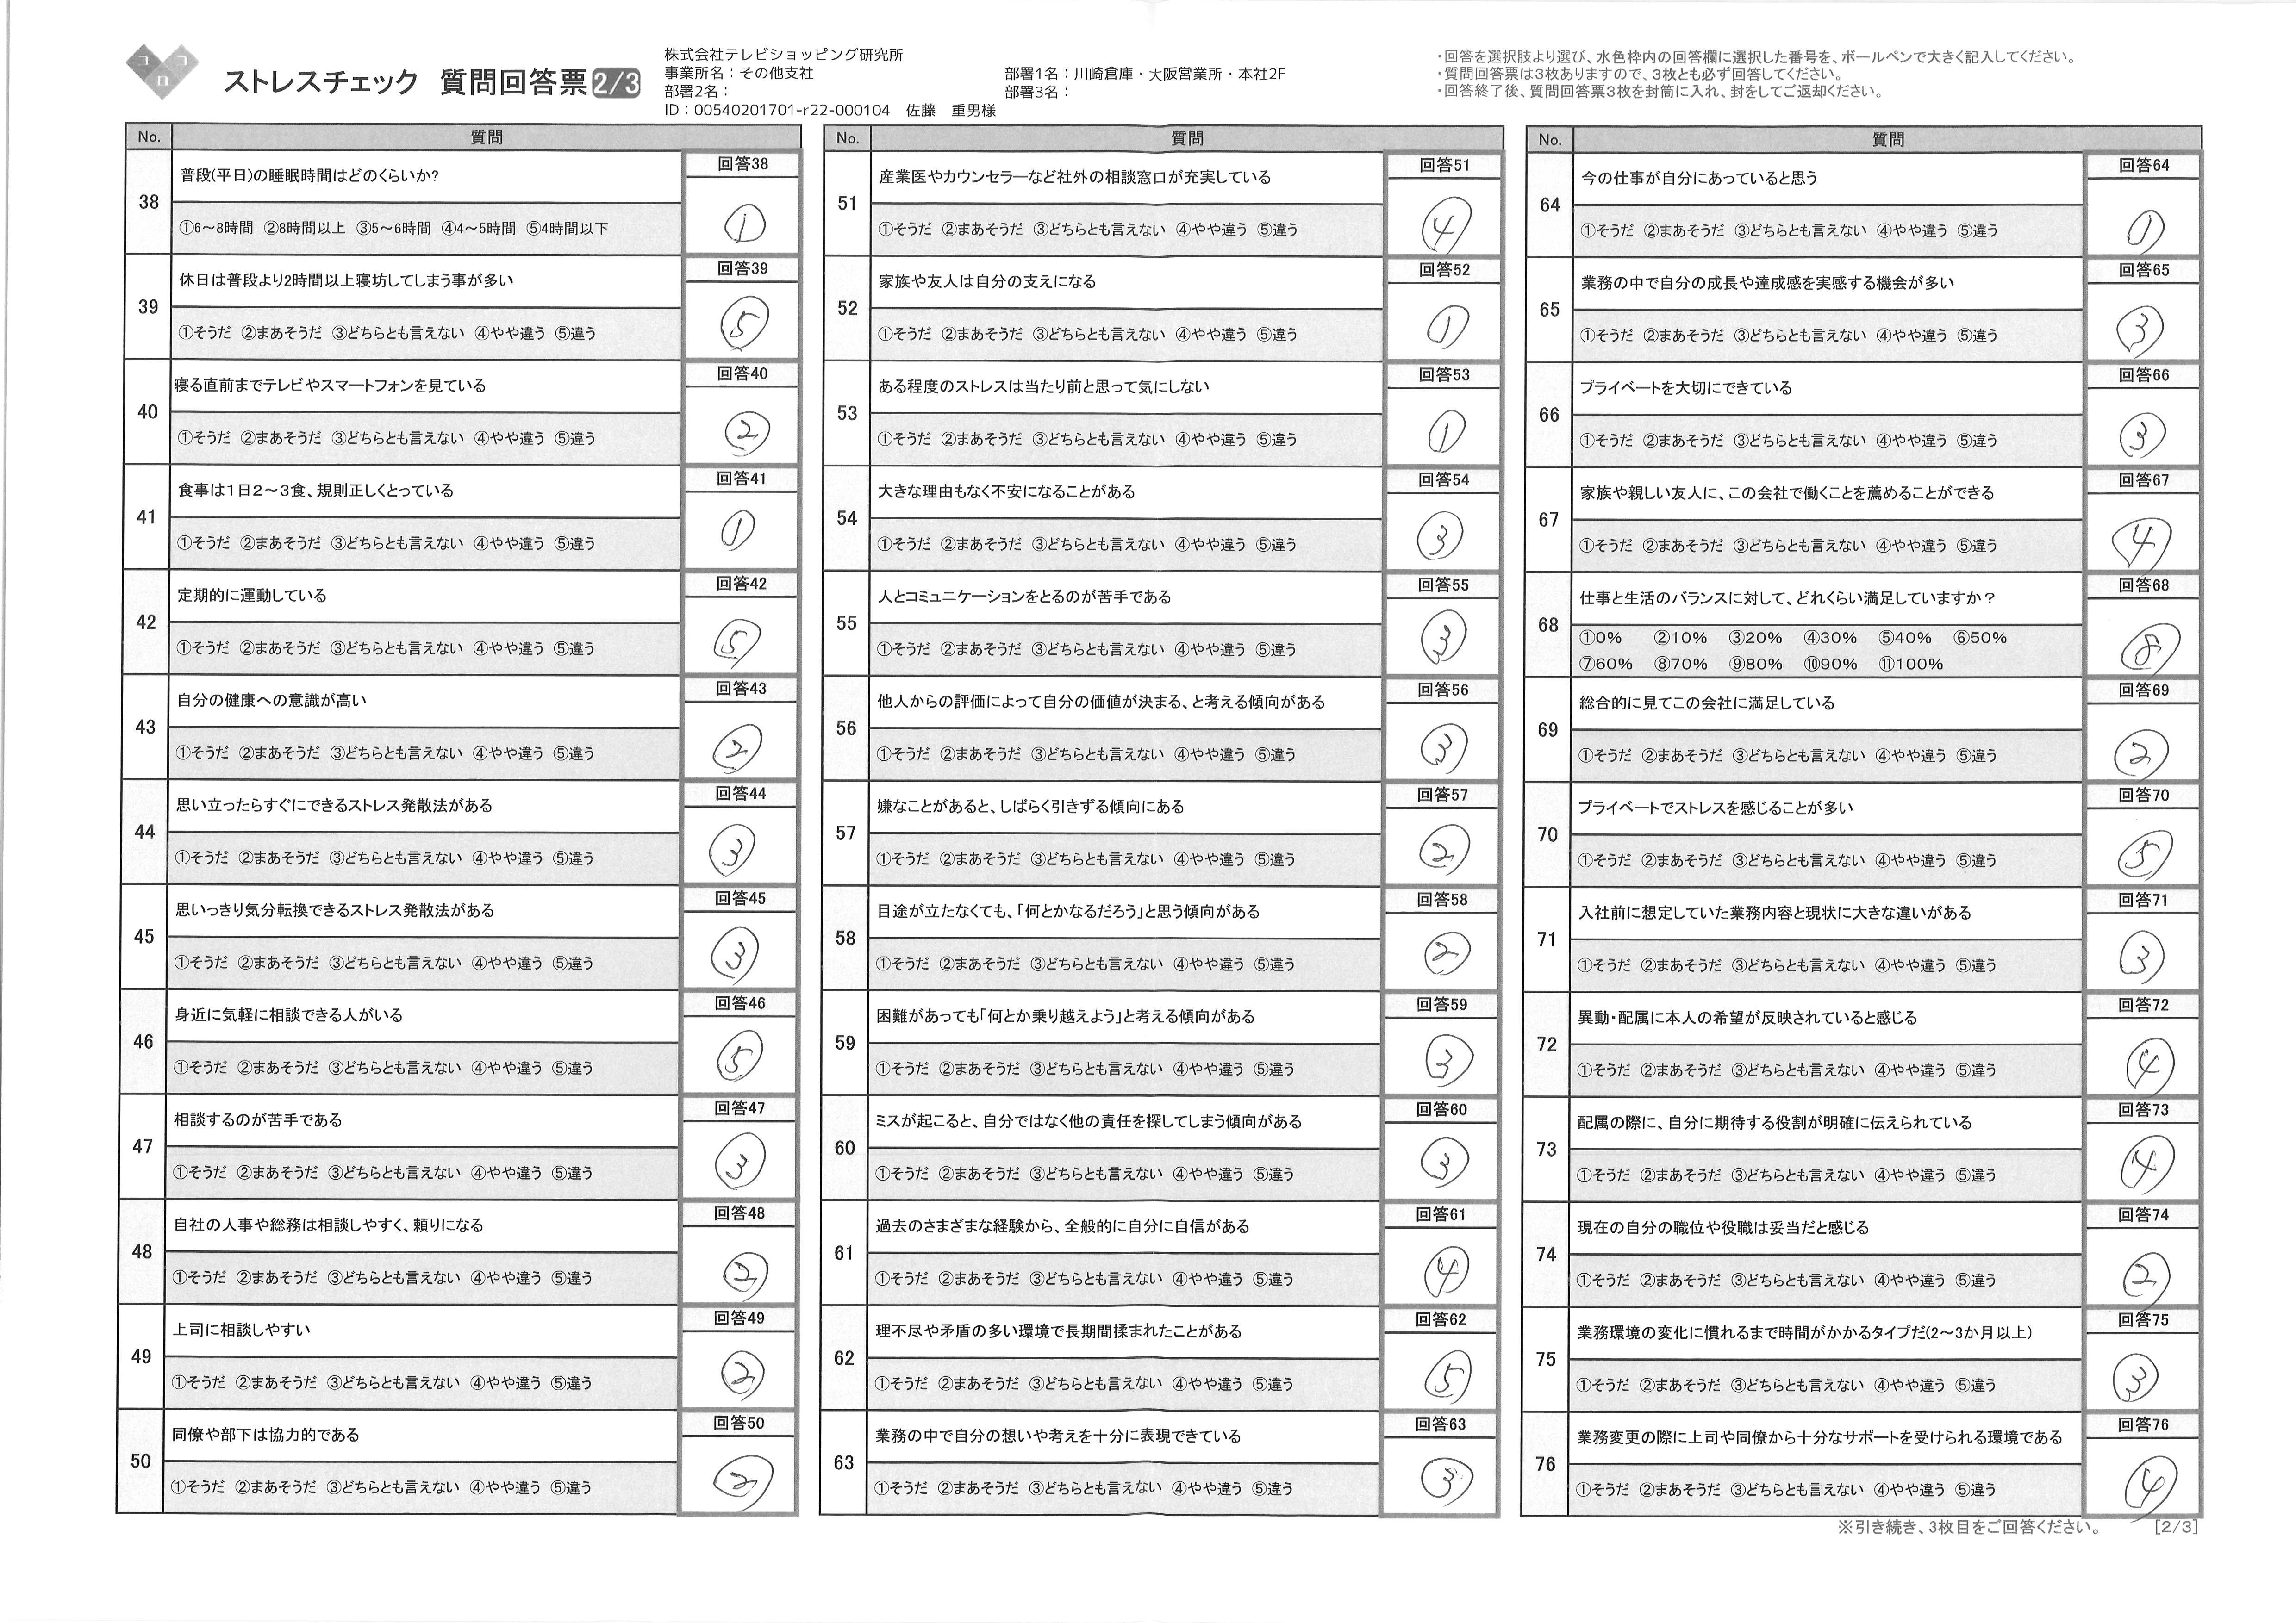 コ コ ロ
ストレスチェック 質問回答票 2/3
株式会社テレビショッピング研究所
事業所名：その他支社
部署1名：川崎倉庫・大阪営業所・本社2F
部署2名：
部署3名：
ID：00540201701-r22-000104 佐藤 重男様
・回答を選択肢より選び、水色枠内の回答欄に選択した番号を、ボールペンで大きく記入してください。
・質問回答票は3枚ありますので、3枚とも必ず回答してください。
・回答終了後、質問回答票3枚を封筒に入れ、封をしてご返却ください。
No. 質問
38 普段(平日)の睡眠時間はどのくらいか? 回答38
①6～8時間 ②8時間以上 ③5～6時間 ④4～5時間 ⑤4時間以下 ①
39 休日は普段より2時間以上寝坊してしまう事が多い 回答39
①そうだ ②まあそうだ ③どちらとも言えない ④やや違う ⑤違う ⑤
40 寝る直前までテレビやスマートフォンを見ている 回答40
①そうだ ②まあそうだ ③どちらとも言えない ④やや違う ⑤違う ②
41 食事は1日2～3食、規則正しくとっている 回答41
①そうだ ②まあそうだ ③どちらとも言えない ④やや違う ⑤違う ①
42 定期的に運動している 回答42
①そうだ ②まあそうだ ③どちらとも言えない ④やや違う ⑤違う ⑤
43 自分の健康への意識が高い 回答43
①そうだ ②まあそうだ ③どちらとも言えない ④やや違う ⑤違う ②
44 思い立ったらすぐにできるストレス発散法がある 回答44
①そうだ ②まあそうだ ③どちらとも言えない ④やや違う ⑤違う ③
45 思いっきり気分転換できるストレス発散法がある 回答45
①そうだ ②まあそうだ ③どちらとも言えない ④やや違う ⑤違う ③
46 身近に気軽に相談できる人がいる 回答46
①そうだ ②まあそうだ ③どちらとも言えない ④やや違う ⑤違う ⑤
47 相談するのが苦手である 回答47
①そうだ ②まあそうだ ③どちらとも言えない ④やや違う ⑤違う ③
48 自社の人事や総務は相談しやすく、頼りになる 回答48
①そうだ ②まあそうだ ③どちらとも言えない ④やや違う ⑤違う ②
49 上司に相談しやすい 回答49
①そうだ ②まあそうだ ③どちらとも言えない ④やや違う ⑤違う ②
50 同僚や部下は協力的である 回答50
①そうだ ②まあそうだ ③どちらとも言えない ④やや違う ⑤違う ②
No. 質問
51 産業医やカウンセラーなど社外の相談窓口が充実している 回答51
①そうだ ②まあそうだ ③どちらとも言えない ④やや違う ⑤違う ④
52 家族や友人は自分の支えになる 回答52
①そうだ ②まあそうだ ③どちらとも言えない ④やや違う ⑤違う ①
53 ある程度のストレスは当たり前と思って気にしない 回答53
①そうだ ②まあそうだ ③どちらとも言えない ④やや違う ⑤違う ①
54 大きな理由もなく不安になることがある 回答54
①そうだ ②まあそうだ ③どちらとも言えない ④やや違う ⑤違う ③
55 人とコミュニケーションをとるのが苦手である 回答55
①そうだ ②まあそうだ ③どちらとも言えない ④やや違う ⑤違う ③
56 他人からの評価によって自分の価値が決まる、と考える傾向がある 回答56
①そうだ ②まあそうだ ③どちらとも言えない ④やや違う ⑤違う ③
57 嫌なことがあると、しばらく引きずる傾向にある 回答57
①そうだ ②まあそうだ ③どちらとも言えない ④やや違う ⑤違う ②
58 目途が立たなくても、「何とかなるだろう」と思う傾向がある 回答58
①そうだ ②まあそうだ ③どちらとも言えない ④やや違う ⑤違う ②
59 困難があっても「何とか乗り越えよう」と考える傾向がある 回答59
①そうだ ②まあそうだ ③どちらとも言えない ④やや違う ⑤違う ③
60 ミスが起こると、自分ではなく他の責任を探してしまう傾向がある 回答60
①そうだ ②まあそうだ ③どちらとも言えない ④やや違う ⑤違う ③
61 過去のさまざまな経験から、全般的に自分に自信がある 回答61
①そうだ ②まあそうだ ③どちらとも言えない ④やや違う ⑤違う ④
62 理不尽や矛盾の多い環境で長期間揉まれたことがある 回答62
①そうだ ②まあそうだ ③どちらとも言えない ④やや違う ⑤違う ⑤
63 業務の中で自分の想いや考えを十分に表現できている 回答63
①そうだ ②まあそうだ ③どちらとも言えない ④やや違う ⑤違う ③
No. 質問
64 今の仕事が自分にあっていると思う 回答64
①そうだ ②まあそうだ ③どちらとも言えない ④やや違う ⑤違う ①
65 業務の中で自分の成長や達成感を実感する機会が多い 回答65
①そうだ ②まあそうだ ③どちらとも言えない ④やや違う ⑤違う ③
66 プライベートを大切にできている 回答66
①そうだ ②まあそうだ ③どちらとも言えない ④やや違う ⑤違う ③
67 家族や親しい友人に、この会社で働くことを薦めることができる 回答67
①そうだ ②まあそうだ ③どちらとも言えない ④やや違う ⑤違う ④
68 仕事と生活のバランスに対して、どれくらい満足していますか？ 回答68
①0% ②10% ③20% ④30% ⑤40% ⑥50%
⑦60% ⑧70% ⑨80% ⑩90% ⑪100% ⑧
69 総合的に見てこの会社に満足している 回答69
①そうだ ②まあそうだ ③どちらとも言えない ④やや違う ⑤違う ②
70 プライベートでストレスを感じることが多い 回答70
①そうだ ②まあそうだ ③どちらとも言えない ④やや違う ⑤違う ⑤
71 入社前に想定していた業務内容と現状に大きな違いがある 回答71
①そうだ ②まあそうだ ③どちらとも言えない ④やや違う ⑤違う ③
72 異動・配属に本人の希望が反映されていると感じる 回答72
①そうだ ②まあそうだ ③どちらとも言えない ④やや違う ⑤違う ④
73 配属の際に、自分に期待する役割が明確に伝えられている 回答73
①そうだ ②まあそうだ ③どちらとも言えない ④やや違う ⑤違う ④
74 現在の自分の職位や役職は妥当だと感じる 回答74
①そうだ ②まあそうだ ③どちらとも言えない ④やや違う ⑤違う ②
75 業務環境の変化に慣れるまで時間がかかるタイプだ(2～3か月以上) 回答75
①そうだ ②まあそうだ ③どちらとも言えない ④やや違う ⑤違う ③
76 業務変更の際に上司や同僚から十分なサポートを受けられる環境である 回答76
①そうだ ②まあそうだ ③どちらとも言えない ④やや違う ⑤違う ④
※引き続き、3枚目をご回答ください。 [2/3]